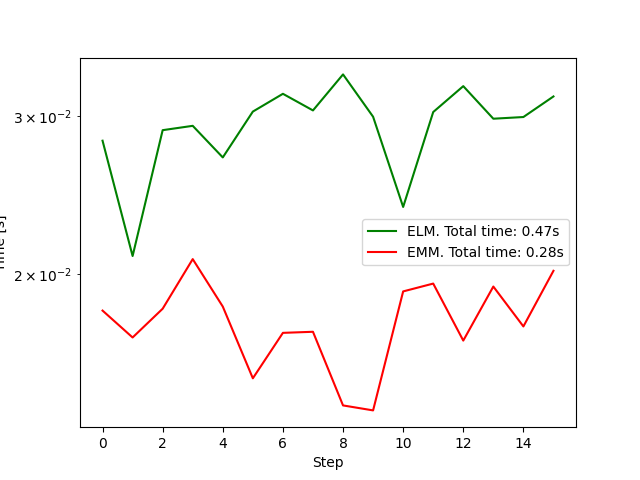 3 × 10⁻²
2 × 10⁻²
ELM. Total time: 0.47s
EMM. Total time: 0.28s
0 2 4 6 8 10 12 14
Step